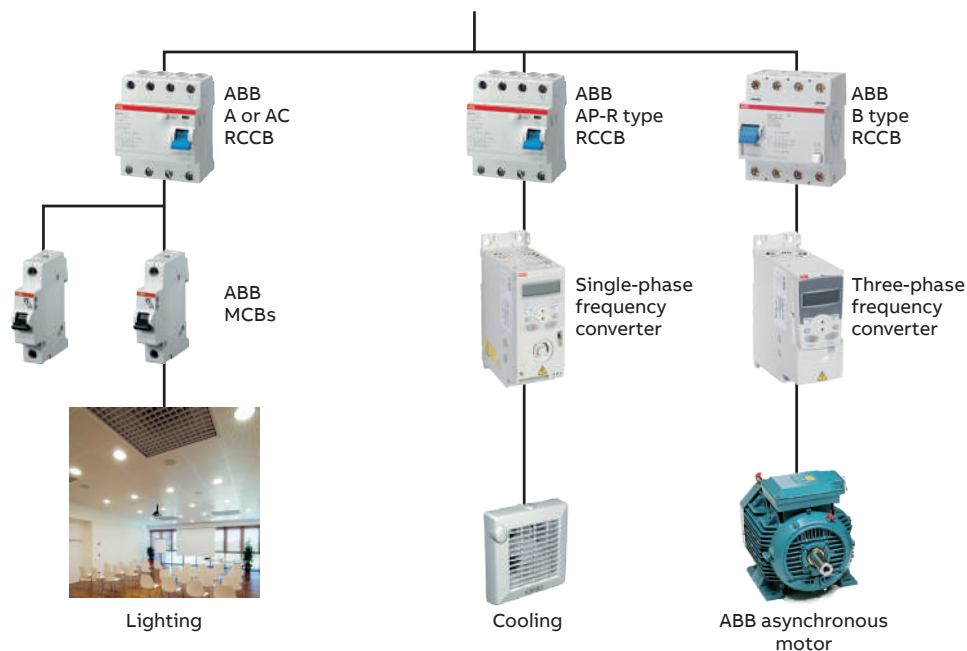 ABB
A or AC
RCCB
ABB
AP-R type
RCCB
ABB
B type
RCCB
ABB
MCBs
Single-phase
frequency
converter
Three-phase
frequency
converter
Lighting
Cooling
ABB asynchronous
motor